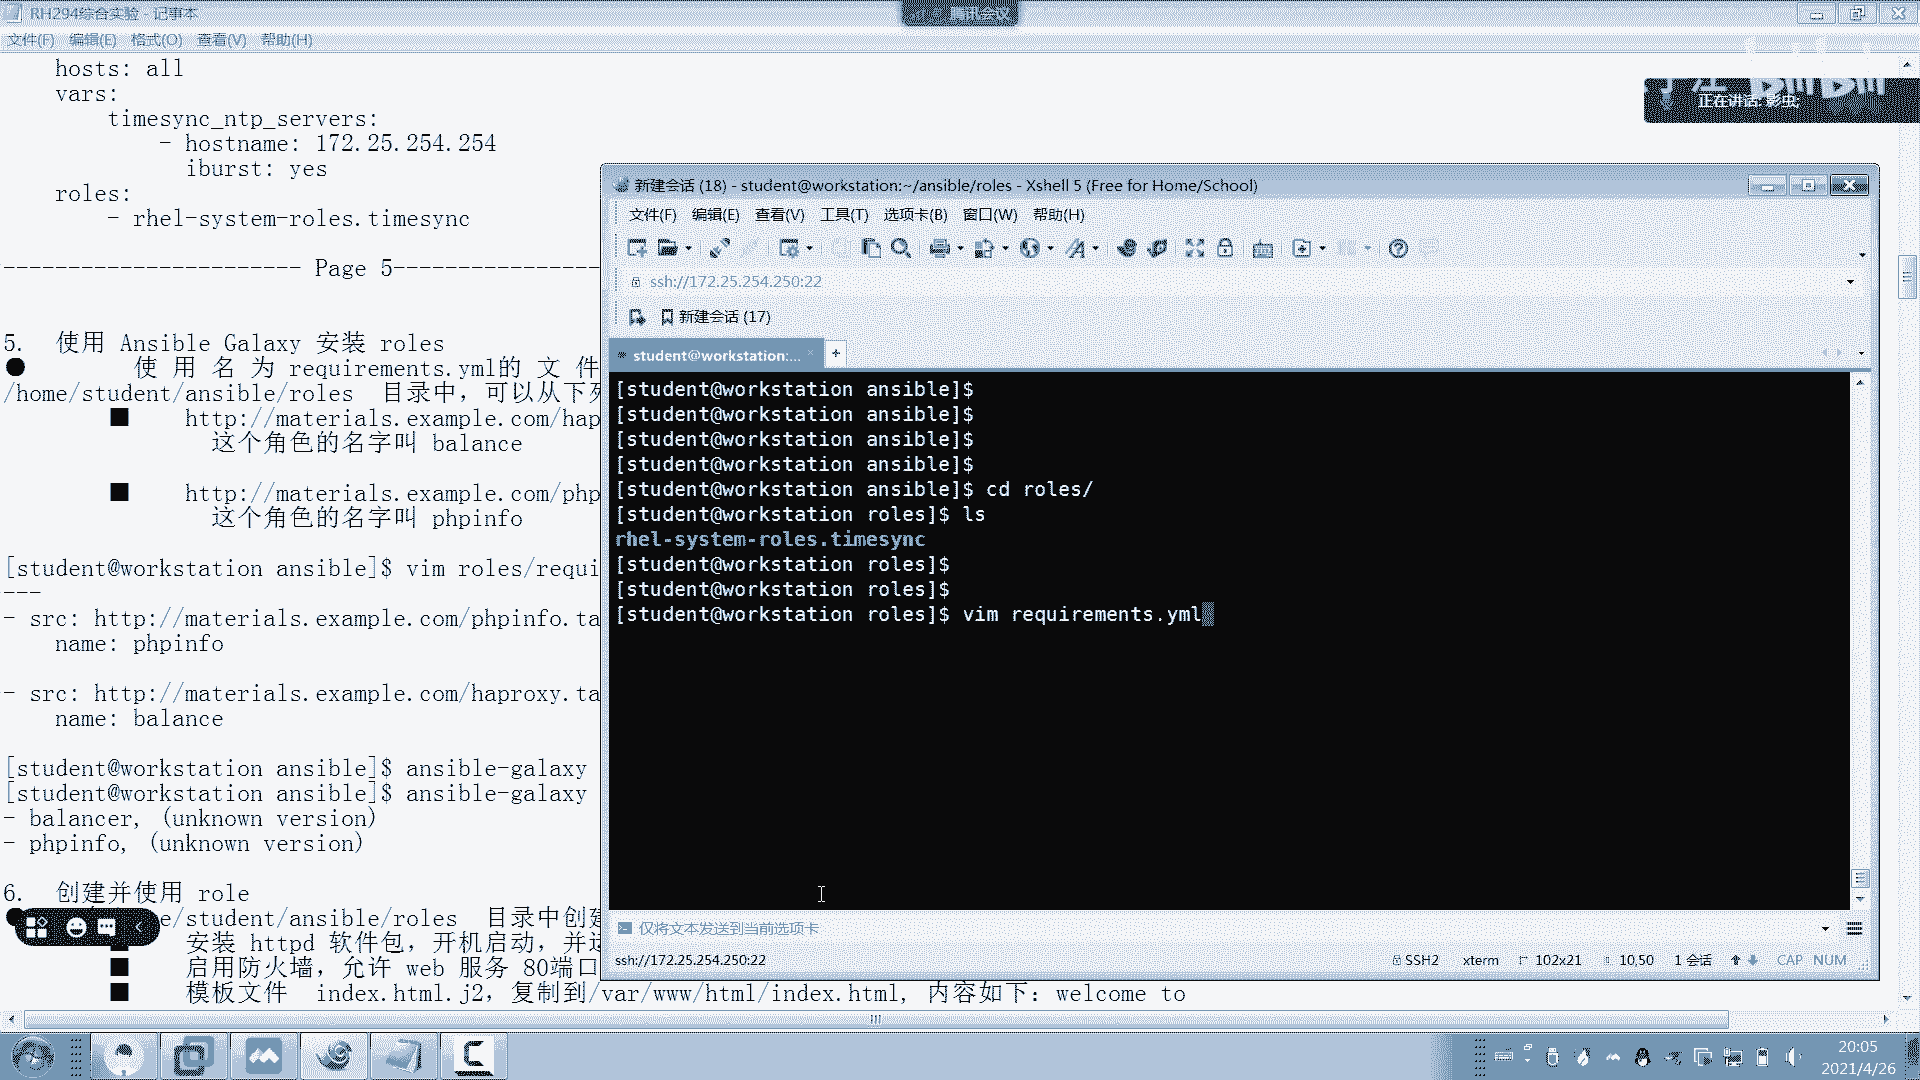 RH294综合实验 - 记事本
腾讯会议
文件(F) 编辑(E) 格式(O) 查看(V) 帮助(H)
正在讲话: 影虫;
hosts: all
vars:
timesync_ntp_servers:
- hostname: 172.25.254.254
iburst: yes
roles:
- rhel-system-roles.timesync
----------------------- Page 5----------------
5. 使用 Ansible Galaxy 安装 roles
● 使 用 名 为 requirements.yml的 文 件
/home/student/ansible/roles 目录中，可以从下列
■ http://materials.example.com/hap
这个角色的名字叫 balance
■ http://materials.example.com/php
这个角色的名字叫 phpinfo
[student@workstation ansible]$ vim roles/requi
---
- src: http://materials.example.com/phpinfo.ta
name: phpinfo
- src: http://materials.example.com/haproxy.ta
name: balance
[student@workstation ansible]$ ansible-galaxy
[student@workstation ansible]$ ansible-galaxy
- balancer, (unknown version)
- phpinfo, (unknown version)
6. 创建并使用 role
e/student/ansible/roles 目录中创建
安装 httpd 软件包，开机启动，并运
■ 启用防火墙，允许 web 服务 80端口
■ 模板文件 index.html.j2，复制到/var/www/html/index.html, 内容如下：welcome to
新建会话 (18) - student@workstation:~/ansible/roles - Xshell 5 (Free for Home/School)
文件(F) 编辑(E) 查看(V) 工具(T) 选项卡(B) 窗口(W) 帮助(H)
ssh://172.25.254.250:22
新建会话 (17)
student@workstation:...
[student@workstation ansible]$
[student@workstation ansible]$
[student@workstation ansible]$
[student@workstation ansible]$
[student@workstation ansible]$ cd roles/
[student@workstation roles]$ ls
rhel-system-roles.timesync
[student@workstation roles]$
[student@workstation roles]$
[student@workstation roles]$ vim requirements.yml
仅将文本发送到当前选项卡
ssh://172.25.254.250:22 SSH2 xterm 102x21 10,50 1 会话 CAP NUM
20:05
2021/4/26